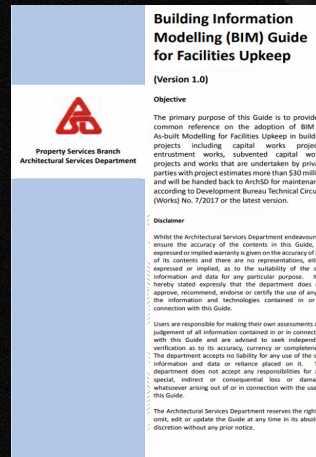 Building Information
Modelling (BIM) Guide
for Facilities Upkeep
(Version 1.0)
Objective
The primary purpose of this Guide is to provide
common reference on the adoption of BIM
As-built Modelling for Facilities Upkeep in build
projects including capital works proje
entrustment works, subvented capital wo
projects and works that are undertaken by priv
parties with project estimates more than $30 milli
and will be handed back to ArchSD for maintenan
according to Development Bureau Technical Circu
(Works) No. 7/2017 or the latest version.
Property Services Branch
Architectural Services Department
Disclaimer
Whilst the Architectural Services Department endeavour
ensure the accuracy of the contents in this Guide,
expressed or implied warranty is given on the accuracy of a
of its contents and there are no representations, eit
expressed or implied, as to the suitability of the s
information and data for any particular purpose. I
hereby stated expressly that the department does
approve, recommend, endorse or certify the use of any
the information and technologies contained in or
connection with this Guide.
Users are responsible for making their own assessments a
judgement of all information contained in or in connect
with this Guide and are advised to seek independ
verification as to its accuracy, currency or completene
The department accepts no liability for any use of the s
information and data or reliance placed on it. T
department does not accept any responsibilities for a
special, indirect or consequential loss or dama
whatsoever arising out of or in connection with the use
this Guide.
The Architectural Services Department reserves the right
omit, edit or update the Guide at any time in its absol
discretion without any prior notice.